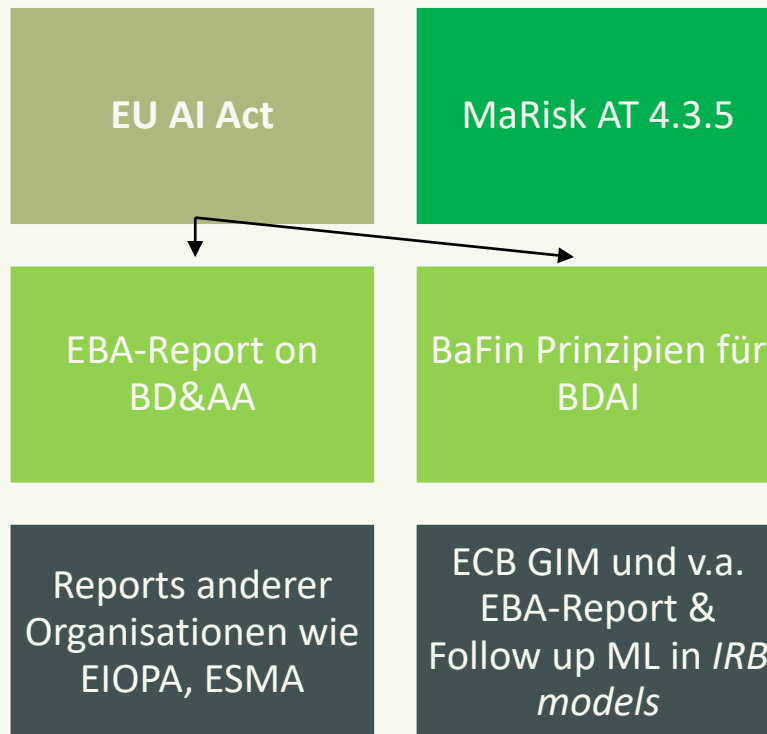 EU AI Act
MaRisk AT 4.3.5
EBA-Report on
BD&AA
BaFin Prinzipien für
BDAI
Reports anderer
Organisationen wie
EIOPA, ESMA
ECB GIM und v.a.
EBA-Report &
Follow up ML in IRB
models